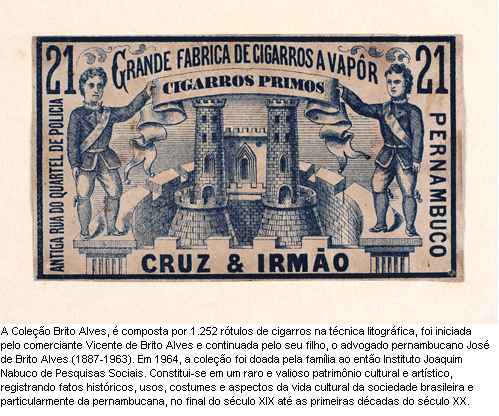 21
21
GRANDE FABRICA DE CIGARROS A VAPÔR
CIGARROS PRIMOS
ANTIGA RUA DO QUARTEL DE POLICIA
PERNAMBUCO
CRUZ & IRMÃO
A Coleção Brito Alves, é composta por 1.252 rótulos de cigarros na técnica litográfica, foi iniciada
pelo comerciante Vicente de Brito Alves e continuada pelo seu filho, o advogado pernambucano José
de Brito Alves (1887-1963). Em 1964, a coleção foi doada pela família ao então Instituto Joaquim
Nabuco de Pesquisas Sociais. Constitui-se em um raro e valioso patrimônio cultural e artístico,
registrando fatos históricos, usos, costumes e aspectos da vida cultural da sociedade brasileira e
particularmente da pernambucana, no final do século XIX até as primeiras décadas do século XX.